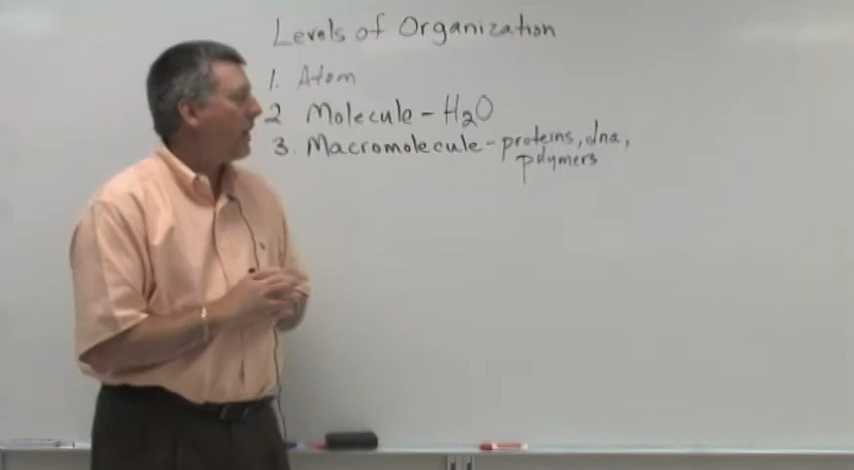 Levels of Organization
1. Atom
2 Molecule - H₂O
3. Macromolecule - proteins, dna,
polymers